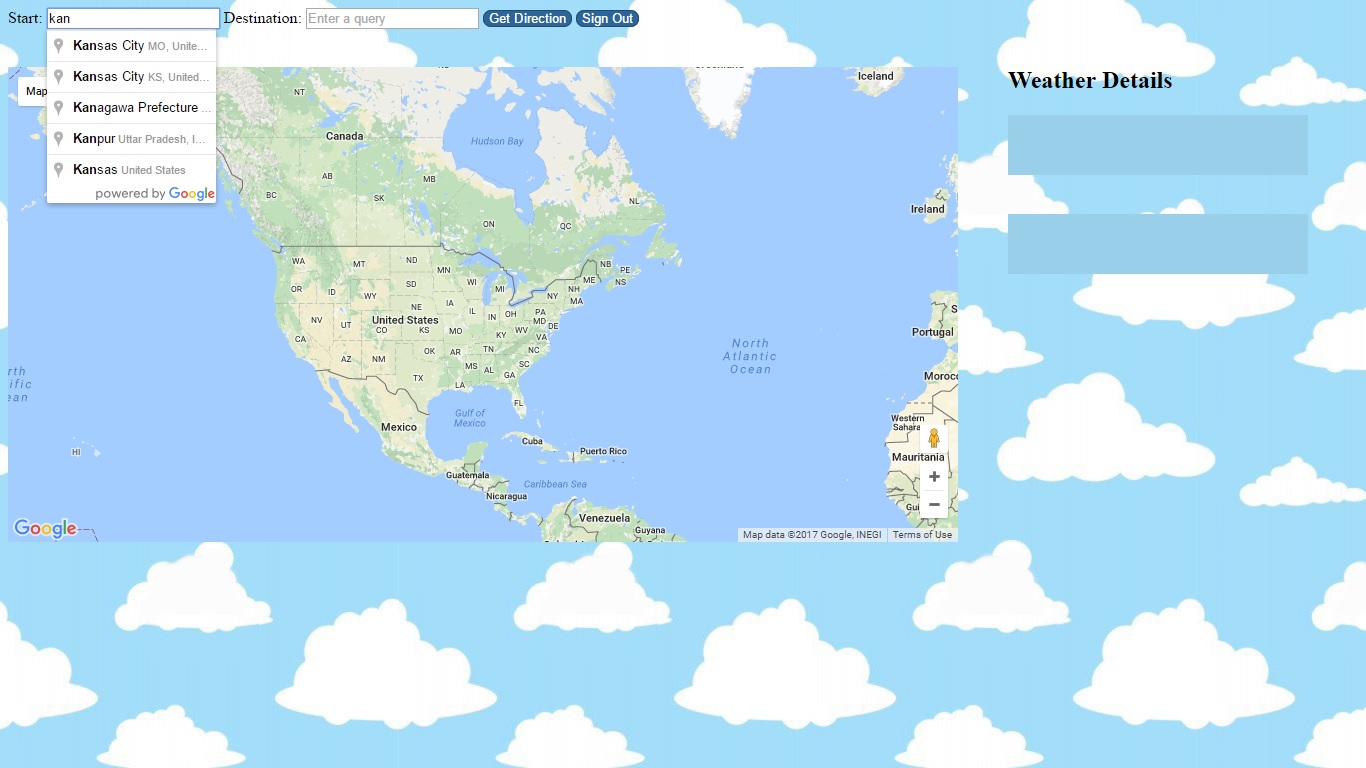 Start: kan Destination: Enter a query Get Direction Sign Out
Kansas City MO, Unite...
Kansas City KS, United...
Kanagawa Prefecture ...
Kanpur Uttar Pradesh, I...
Kansas United States
powered by Google
Map
Weather Details
Iceland
NT
Canada
Hudson Bay
AB
MB
BC
SK
NL
Ireland
ON
QC
WA
MT
ND
MN
NB
PE
OR
ID
WY
SD
WI
MI
ME
NS
NH
NY
MA
NE
IA
IL
IN
OH
PA
NV
UT
United States
CO
KS
MO
KY
WV
MD
DE
VA
CA
AZ
NM
OK
AR
TN
NC
MS
AL
SC
GA
TX
LA
FL
North
Atlantic
Ocean
Portugal
Gulf of
Mexico
Mexico
Western
Sahara
HI
Cuba
Puerto Rico
Mauritania
Guatemala
Caribbean Sea
Nicaragua
Venezuela
Guyana
+
−
Google
Map data ©2017 Google, INEGI
Terms of Use